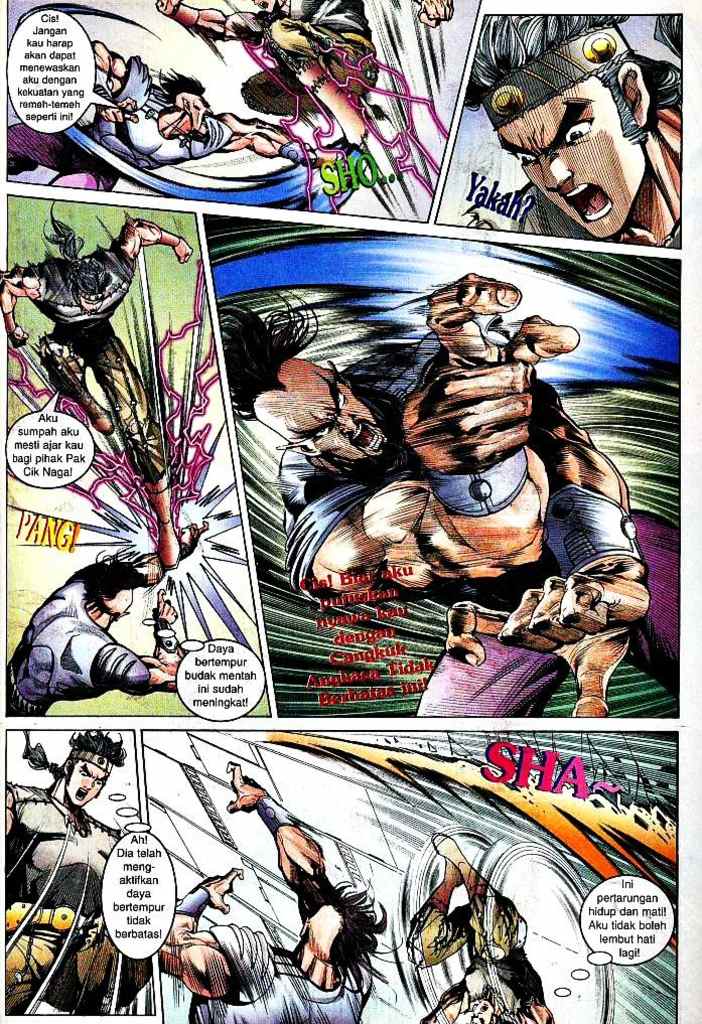 Cis!
Jangan
kau harap
akan dapat
menewaskan
aku dengan
kekuatan yang
remeh-temeh
seperti ini!
SHO...
Yakah?
Aku
sumpah aku
mesti ajar kau
bagi pihak Pak
Cik Naga!
PANG!
Daya
bertempur
budak mentah
ini sudah
meningkat!
Cis! Biar aku
tunaikan
nyawa kau
dengan
Cangkuk
Angkasa Tidak
Berbatas ini!
SHA~
Ah!
Dia telah
meng-
aktifkan
daya
bertempur
tidak
berbatas!
Ini
pertarungan
hidup dan mati!
Aku tidak boleh
lembut hati
lagi!